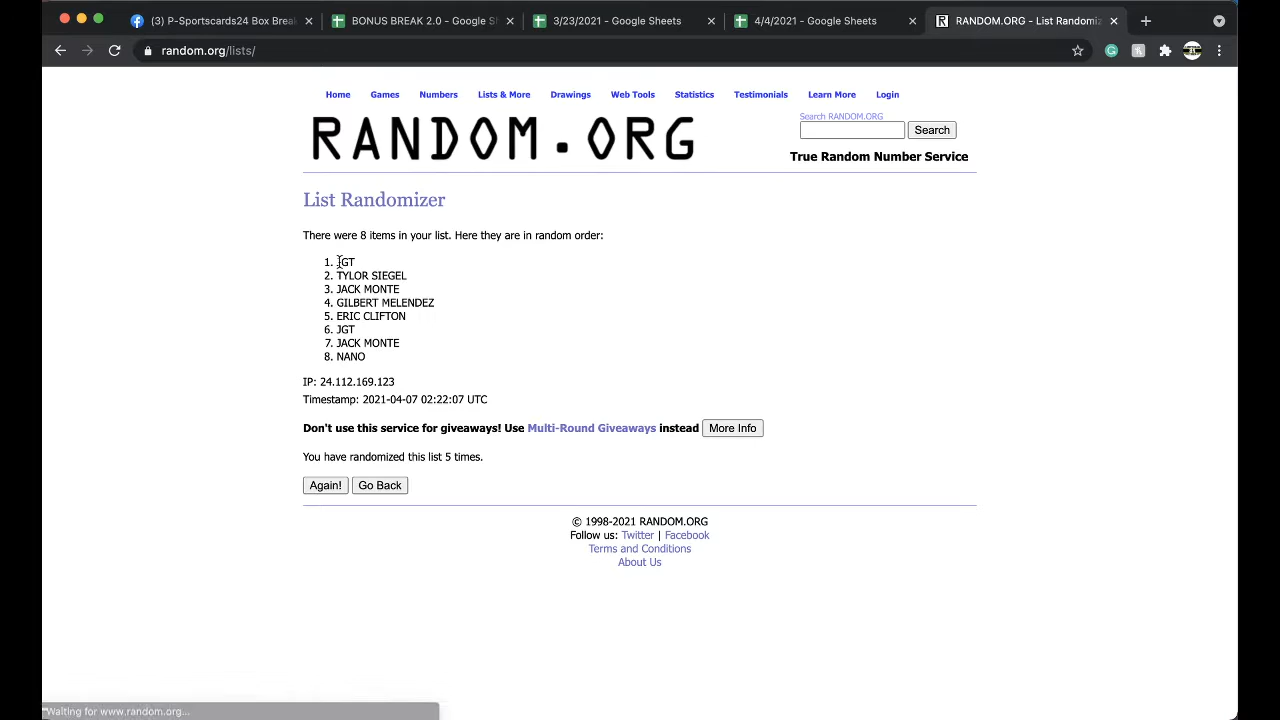 (3) P-Sportscards24 Box Break
BONUS BREAK 2.0 - Google Sh
3/23/2021 - Google Sheets
4/4/2021 - Google Sheets
RANDOM.ORG - List Randomiz
random.org/lists/
Home Games Numbers Lists & More Drawings Web Tools Statistics Testimonials Learn More Login
RANDOM.ORG
Search RANDOM.ORG
Search
True Random Number Service
List Randomizer
There were 8 items in your list. Here they are in random order:
1. JGT
2. TYLOR SIEGEL
3. JACK MONTE
4. GILBERT MELENDEZ
5. ERIC CLIFTON
6. JGT
7. JACK MONTE
8. NANO
IP: 24.112.169.123
Timestamp: 2021-04-07 02:22:07 UTC
Don't use this service for giveaways! Use Multi-Round Giveaways instead More Info
You have randomized this list 5 times.
Again! Go Back
© 1998-2021 RANDOM.ORG
Follow us: Twitter | Facebook
Terms and Conditions
About Us
Waiting for www.random.org...